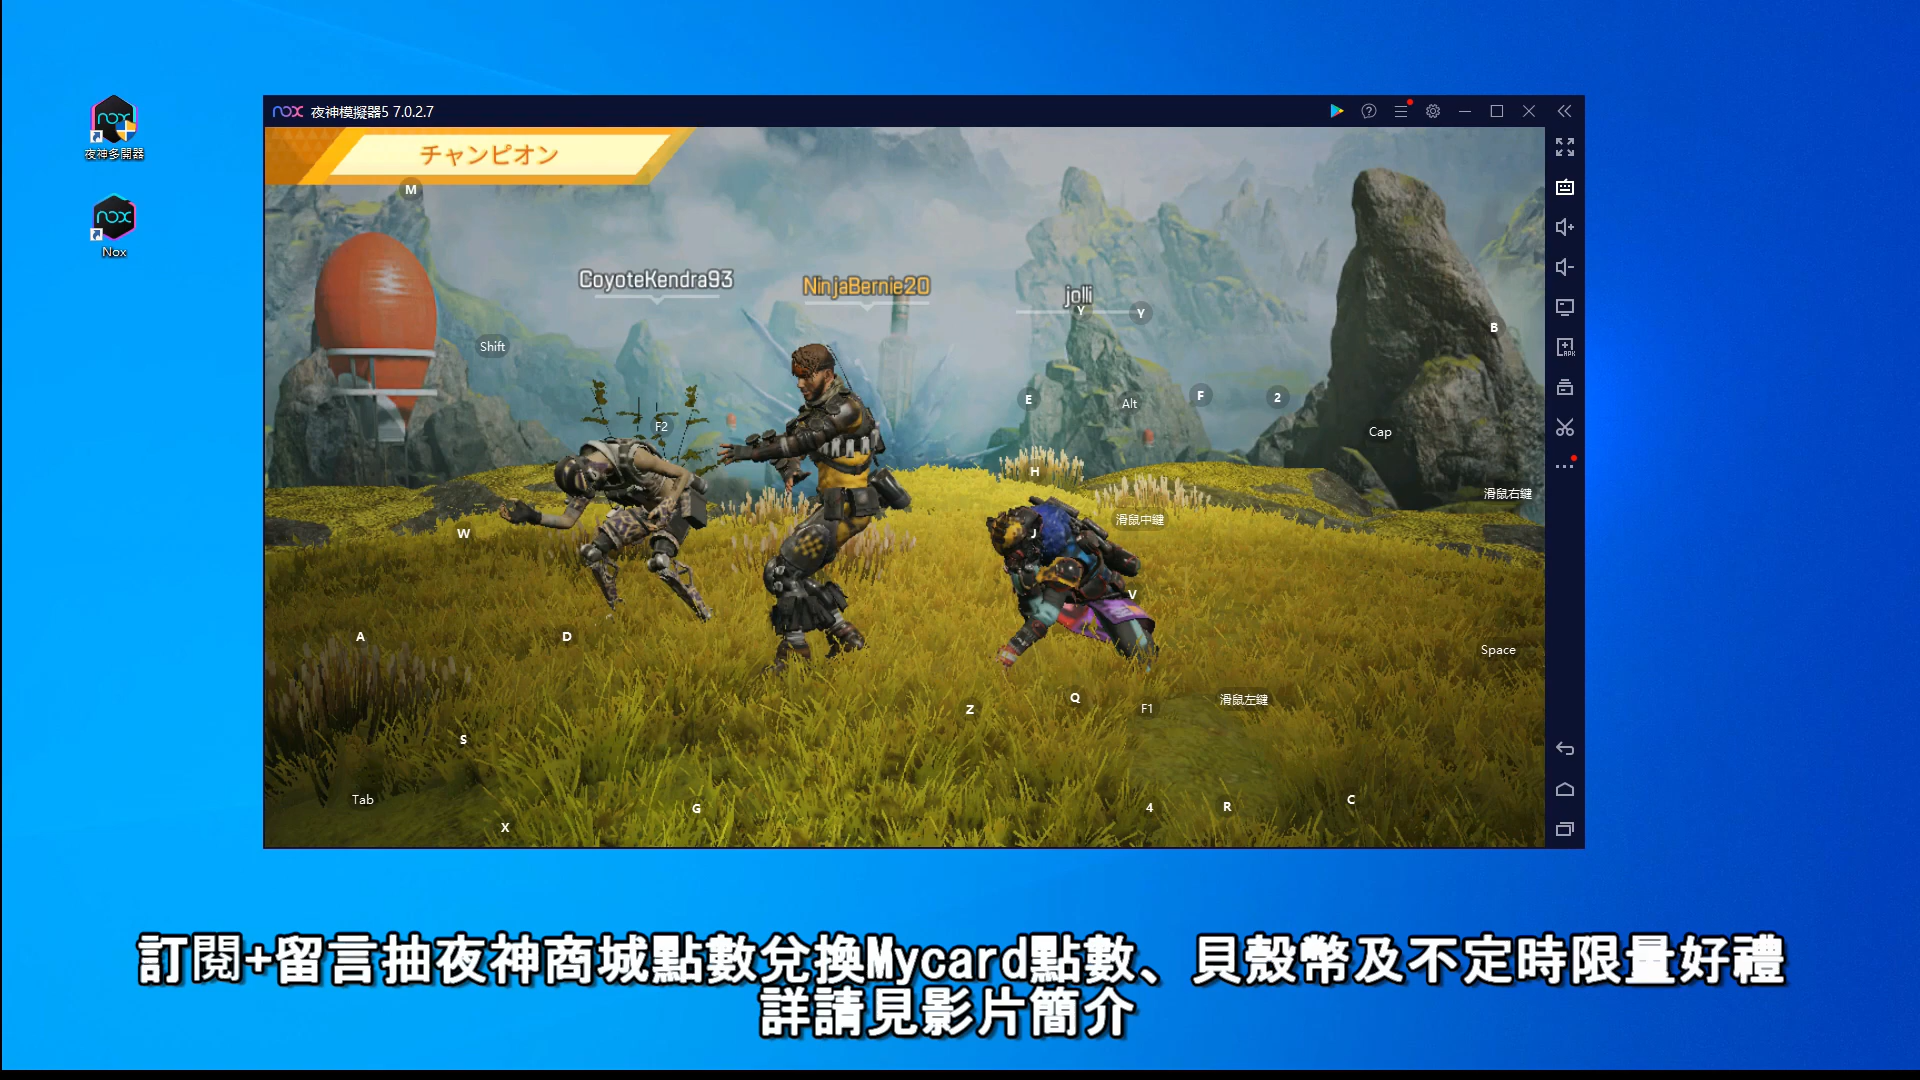 nox 夜神模擬器5 7.0.2.7
チャンピオン
M
nox
夜神多開器
nox
Nox
CoyoteKendra93
NinjaBernie20
jolli
Y
Y
B
Shift
E
Alt
F
2
F2
Cap
H
滑鼠右鍵
滑鼠中鍵
W
J
V
A
D
Space
Q
滑鼠左鍵
Z
F1
S
Tab
G
4
R
C
X
APK
訂閱+留言抽夜神商城點數兌換Mycard點數、貝殼幣及不定時限量好禮
詳請見影片簡介